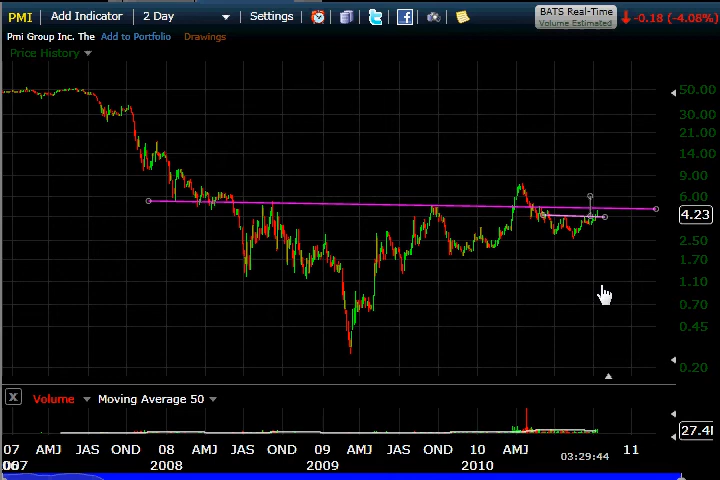 PMI Add Indicator 2 Day Settings BATS Real-Time Volume Estimated -0.18 (-4.08%)
Pmi Group Inc. The Add to Portfolio Drawings
Price History
50.00
30.00
21.00
14.00
9.00
6.00
4.23
2.50
1.70
1.10
0.70
0.45
0.20
X Volume Moving Average 50
07 AMJ JAS OND 08 AMJ JAS OND 09 AMJ JAS OND 10 AMJ 11
2008 2009 2010 03:29:44